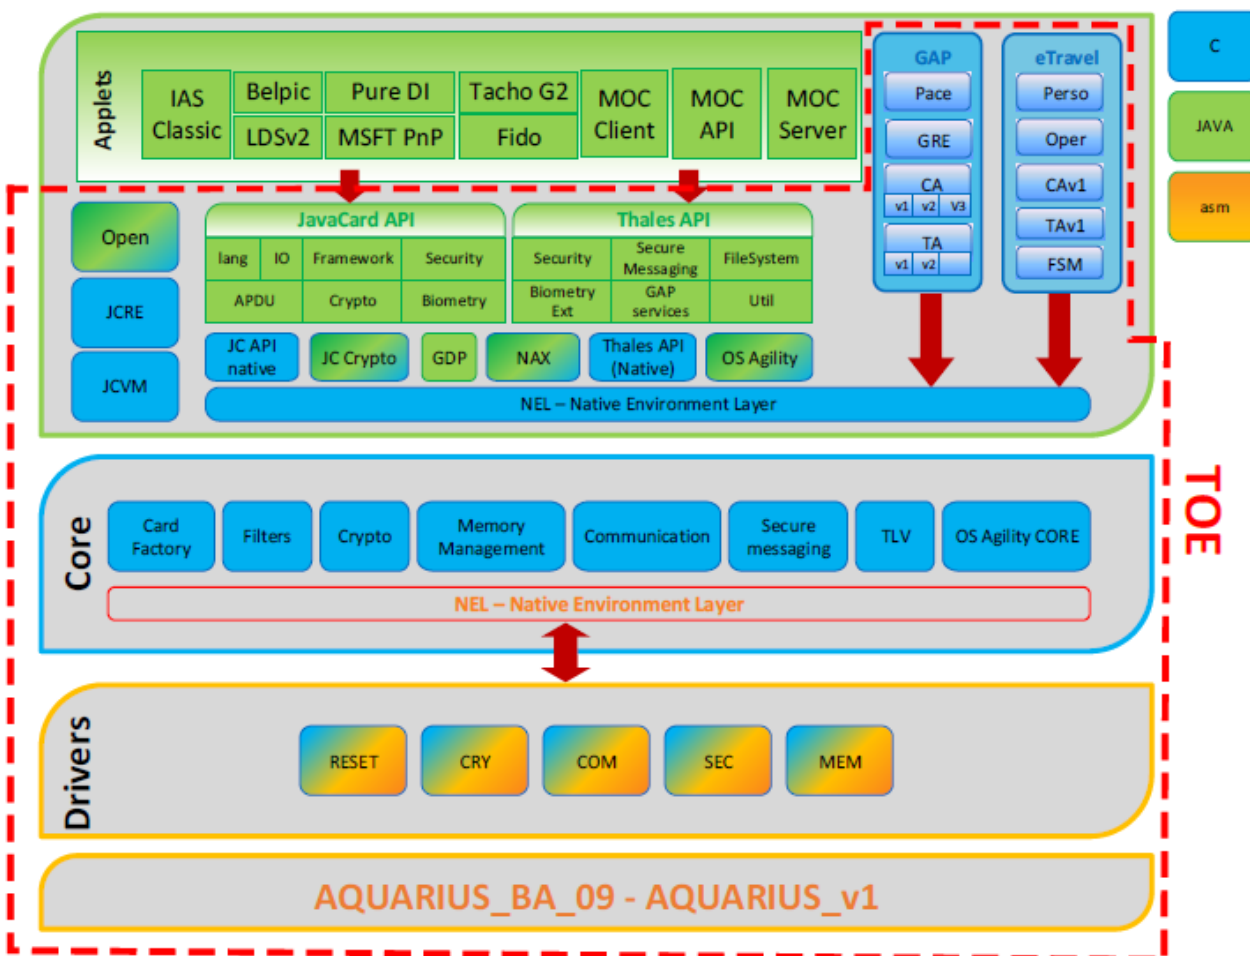 Applets
IAS
Classic
Belpic
LDSv2
Pure DI
MSFT PnP
Tacho G2
Fido
MOC
Client
MOC
API
MOC
Server
GAP
Pace
GRE
CA
v1 v2 V3
TA
v1 v2
eTravel
Perso
Oper
CAv1
TAv1
FSM
C
JAVA
asm
Open
JCRE
JCVM
JavaCard API
lang IO Framework Security
APDU Crypto Biometry
Thales API
Security
Secure
Messaging
FileSystem
Biometry
Ext
GAP
services
Util
JC API
native
JC Crypto
GDP
NAX
Thales API
(Native)
OS Agility
NEL – Native Environment Layer
TOE
Core
Card
Factory
Filters
Crypto
Memory
Management
Communication
Secure
messaging
TLV
OS Agility CORE
NEL – Native Environment Layer
Drivers
RESET
CRY
COM
SEC
MEM
AQUARIUS_BA_09 - AQUARIUS_v1